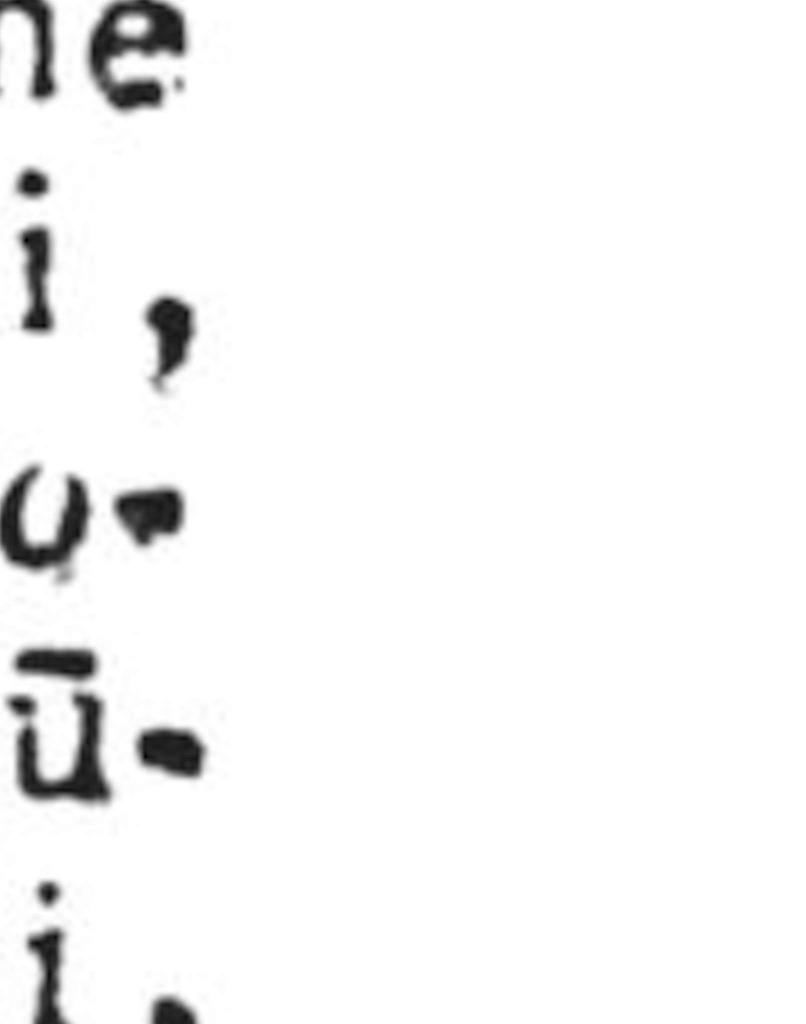 ne
i,
o-
ū-
i,